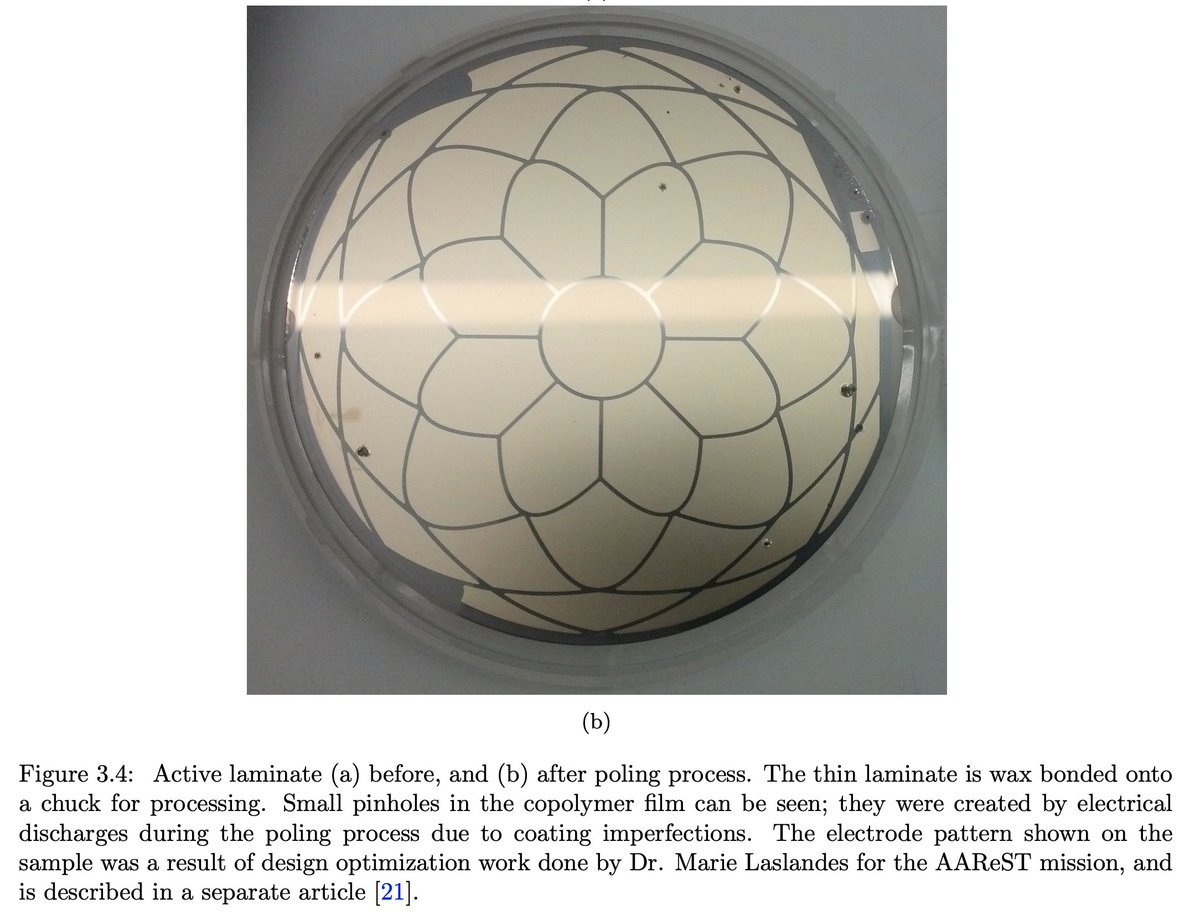 (b)
Figure 3.4: Active laminate (a) before, and (b) after poling process. The thin laminate is wax bonded onto
a chuck for processing. Small pinholes in the copolymer film can be seen; they were created by electrical
discharges during the poling process due to coating imperfections. The electrode pattern shown on the
sample was a result of design optimization work done by Dr. Marie Laslandes for the AAReST mission, and
is described in a separate article [21].